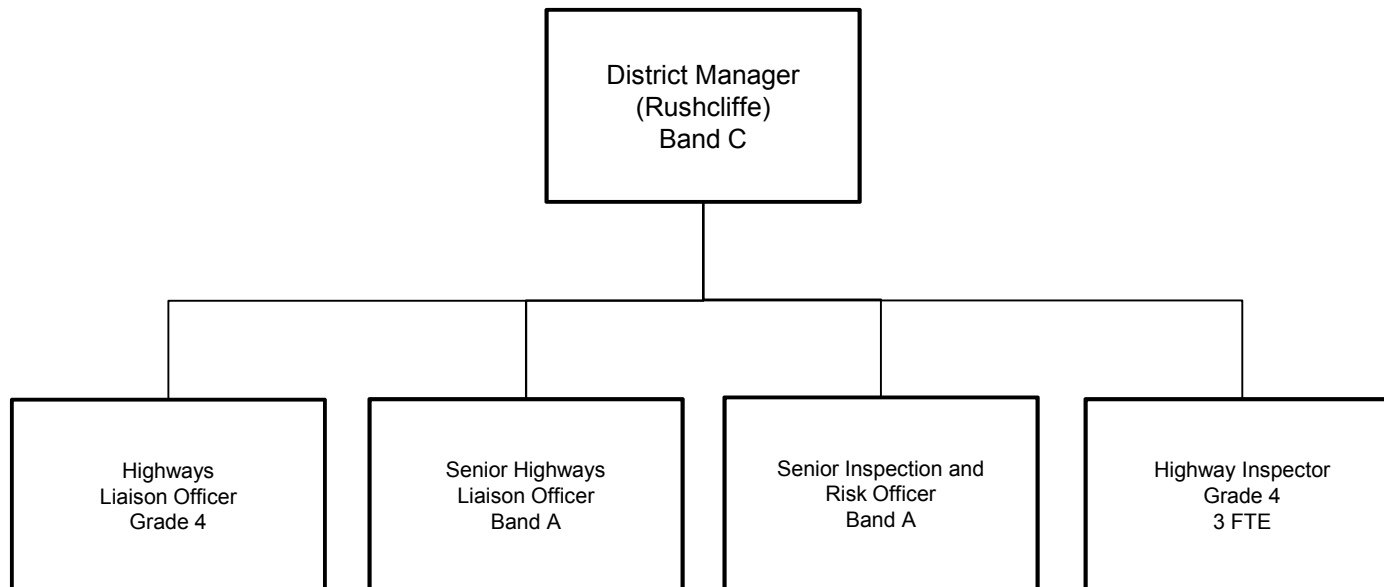 District Manager
(Rushcliffe)
Band C
Highways
Liaison Officer
Grade 4
Senior Highways
Liaison Officer
Band A
Senior Inspection and
Risk Officer
Band A
Highway Inspector
Grade 4
3 FTE